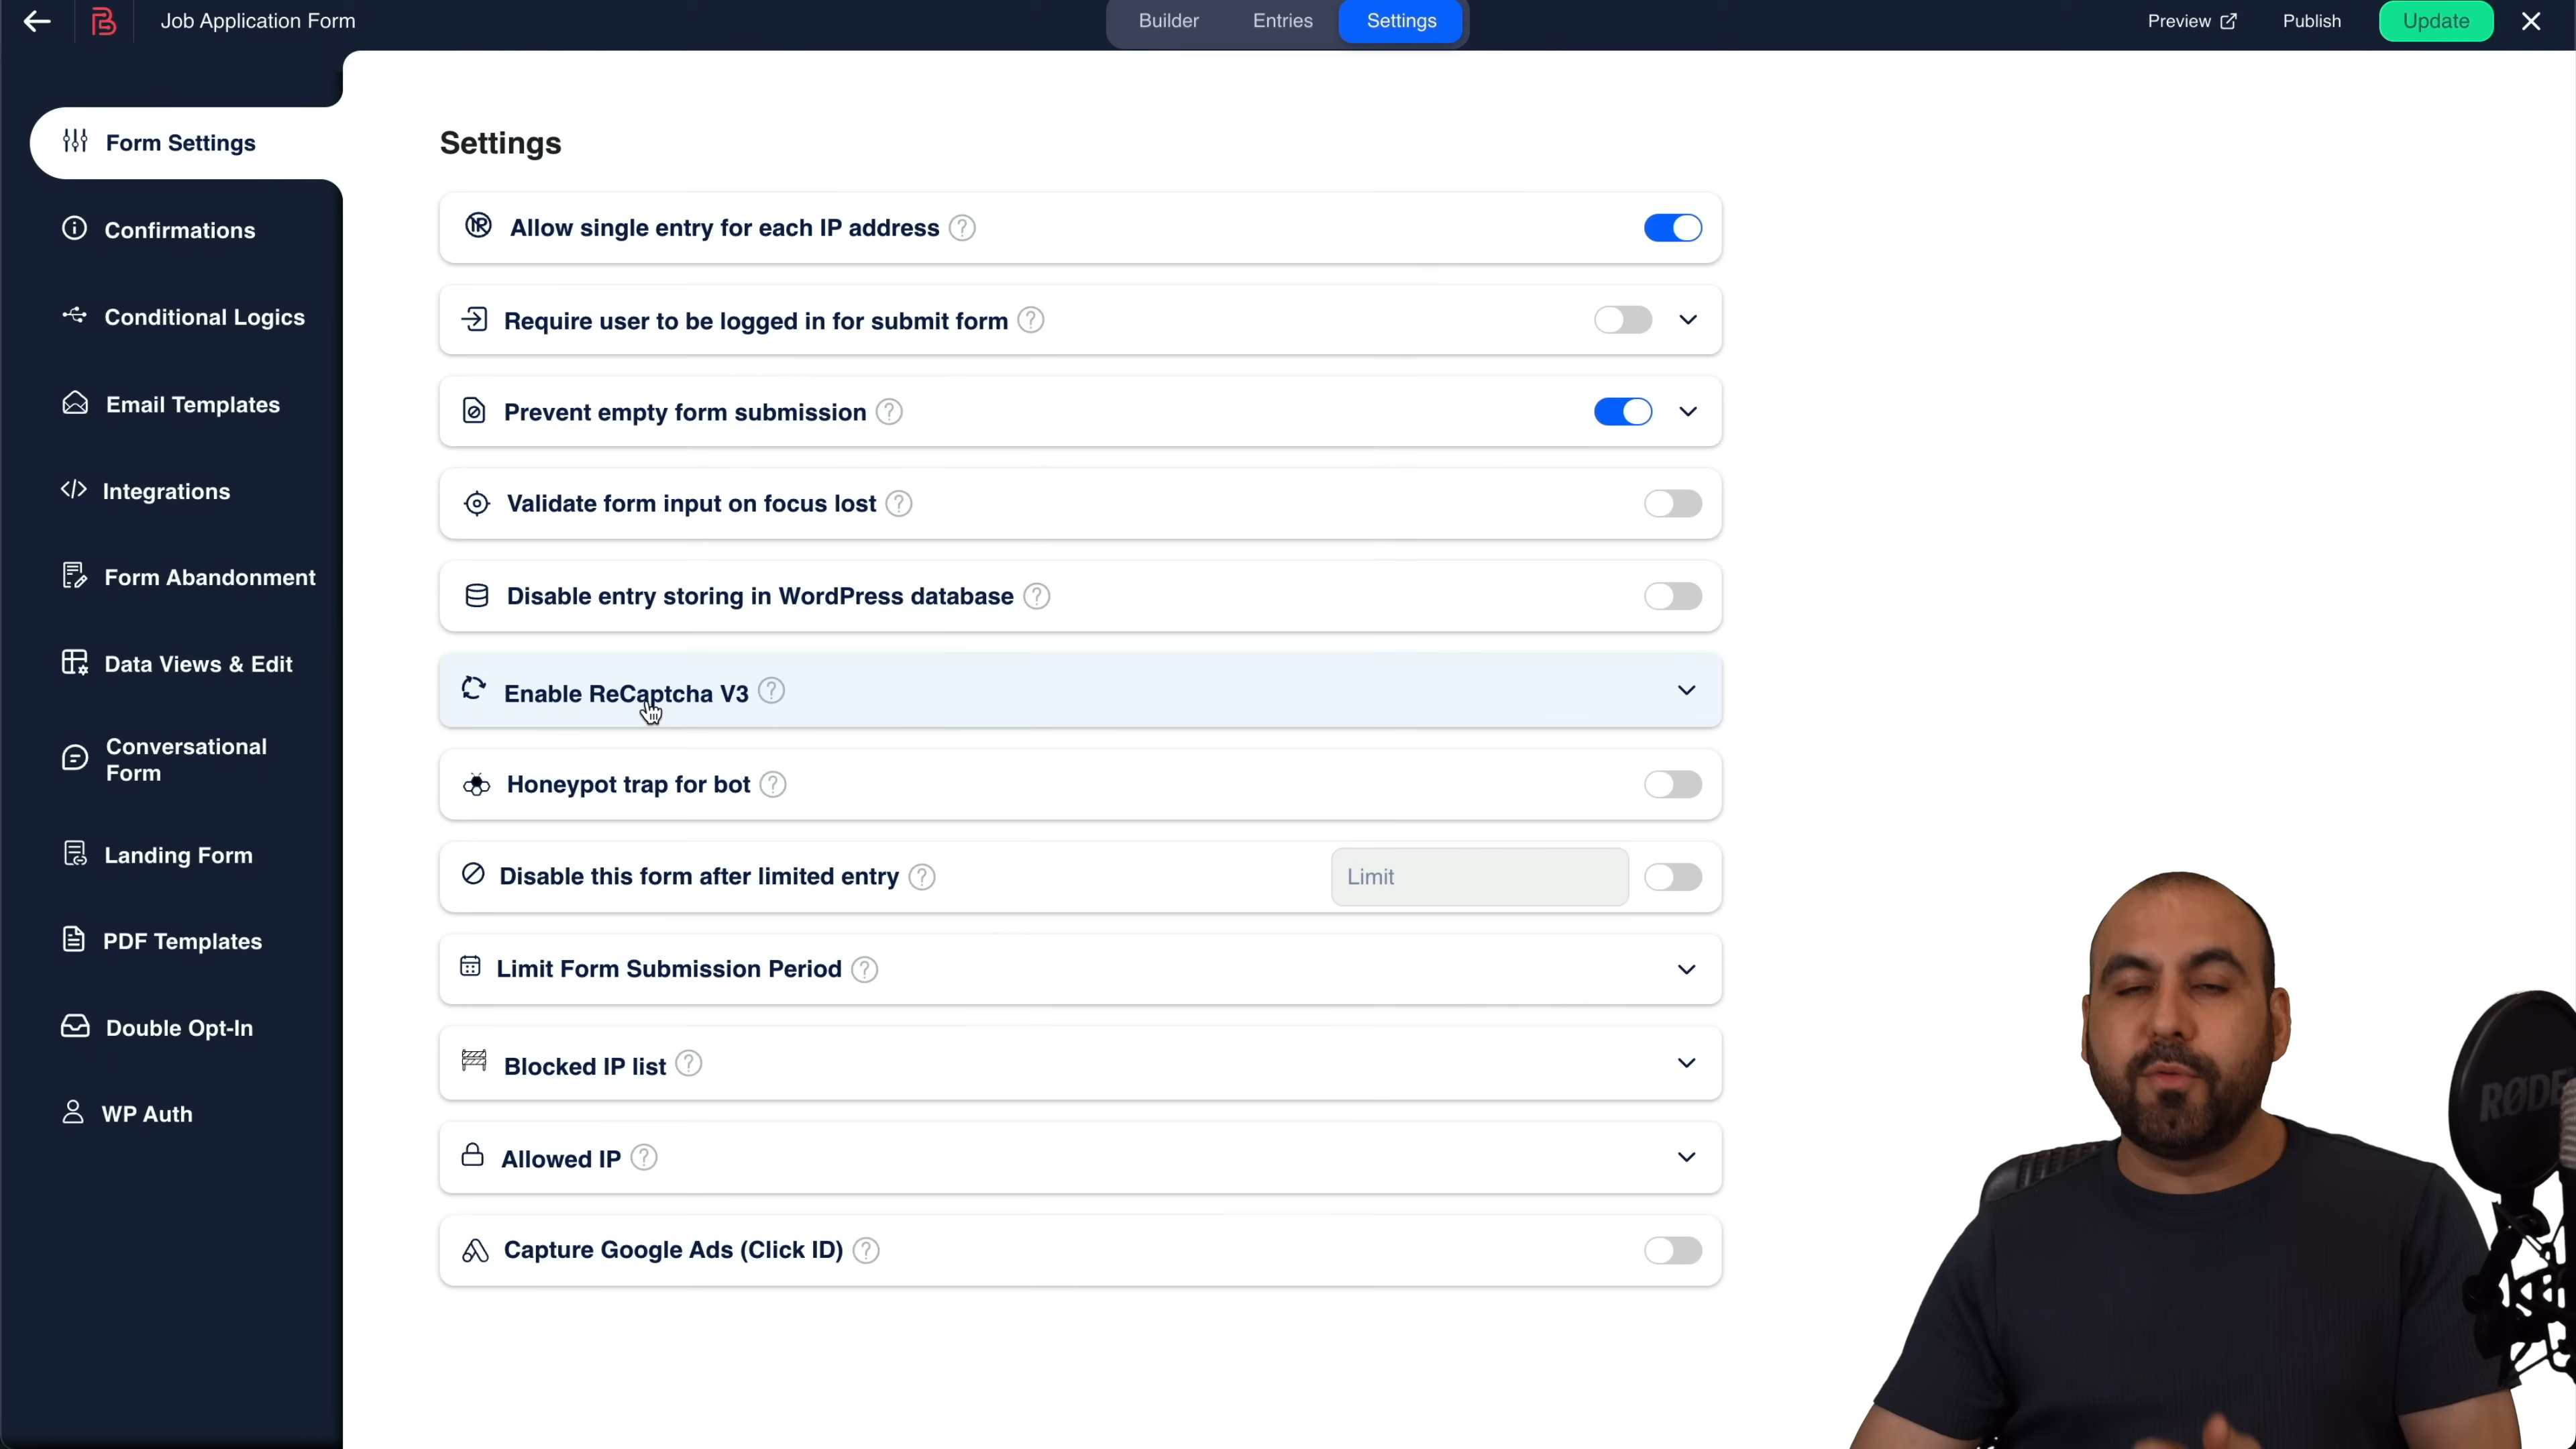 Job Application Form
Builder
Entries
Settings
Preview
Publish
Update
Form Settings
Confirmations
Conditional Logics
Email Templates
Integrations
Form Abandonment
Data Views & Edit
Conversational
Form
Landing Form
PDF Templates
Double Opt-In
WP Auth
Settings
Allow single entry for each IP address ?
Require user to be logged in for submit form ?
Prevent empty form submission ?
Validate form input on focus lost ?
Disable entry storing in WordPress database ?
Enable ReCaptcha V3 ?
Honeypot trap for bot ?
Disable this form after limited entry ?
Limit
Limit Form Submission Period ?
Blocked IP list ?
Allowed IP ?
Capture Google Ads (Click ID) ?
RØDE